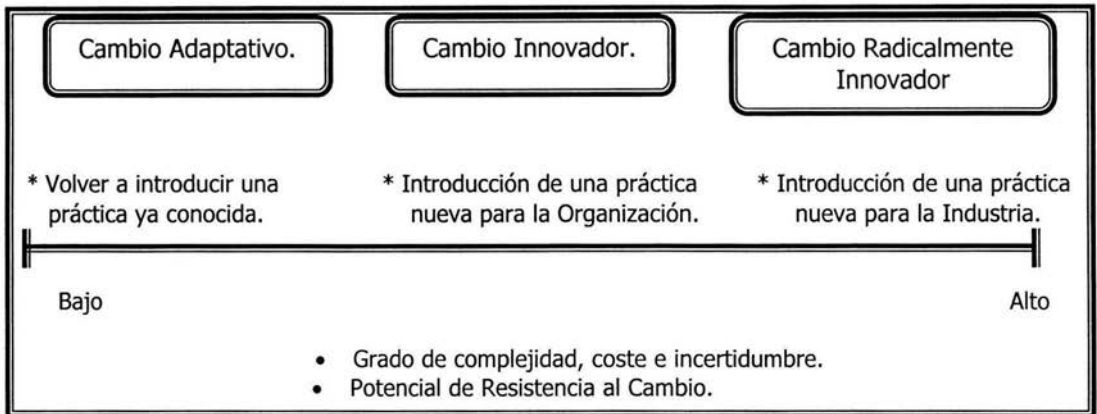 Cambio Adaptativo.
Cambio Innovador.
Cambio Radicalmente
Innovador
* Volver a introducir una
práctica ya conocida.
* Introducción de una práctica
nueva para la Organización.
* Introducción de una práctica
nueva para la Industria.
Bajo
Alto
• Grado de complejidad, coste e incertidumbre.
• Potencial de Resistencia al Cambio.